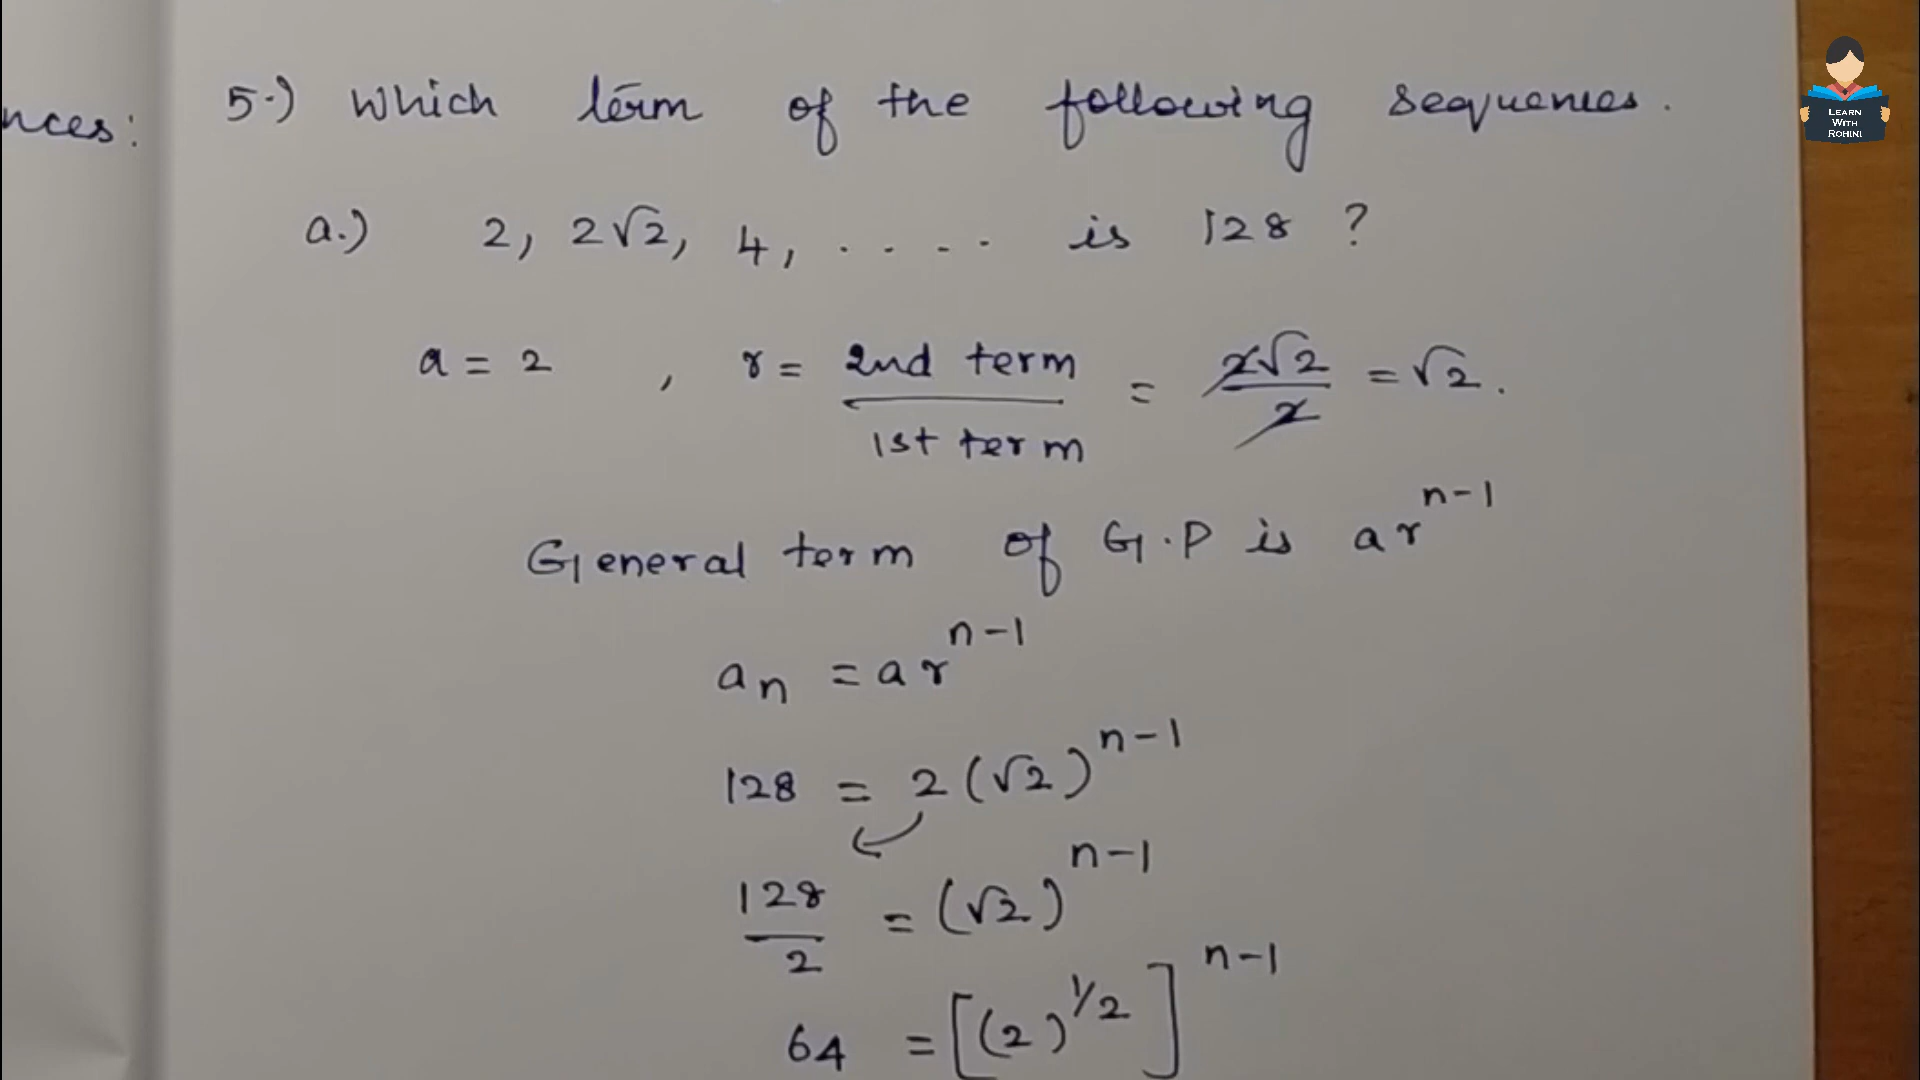 nces:
5.) Which term of the following sequences.
a.) 2, 2√2, 4, . . . . is 128 ?
a = 2 , r = 2nd term / 1st term = 2√2 / 2 = √2.
General term of G.P is ar^(n-1)
a_n = ar^(n-1)
128 = 2(√2)^(n-1)
128/2 = (√2)^(n-1)
64 = [(2)^(1/2)]^(n-1)
LEARN
WITH
ROHINI